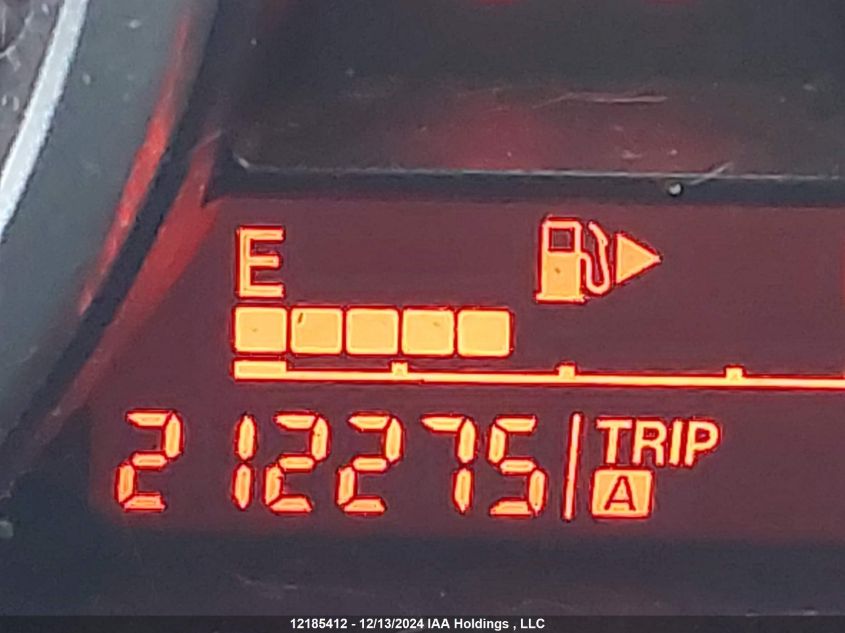 E
212275 TRIP
A
12185412 - 12/13/2024 IAA Holdings , LLC